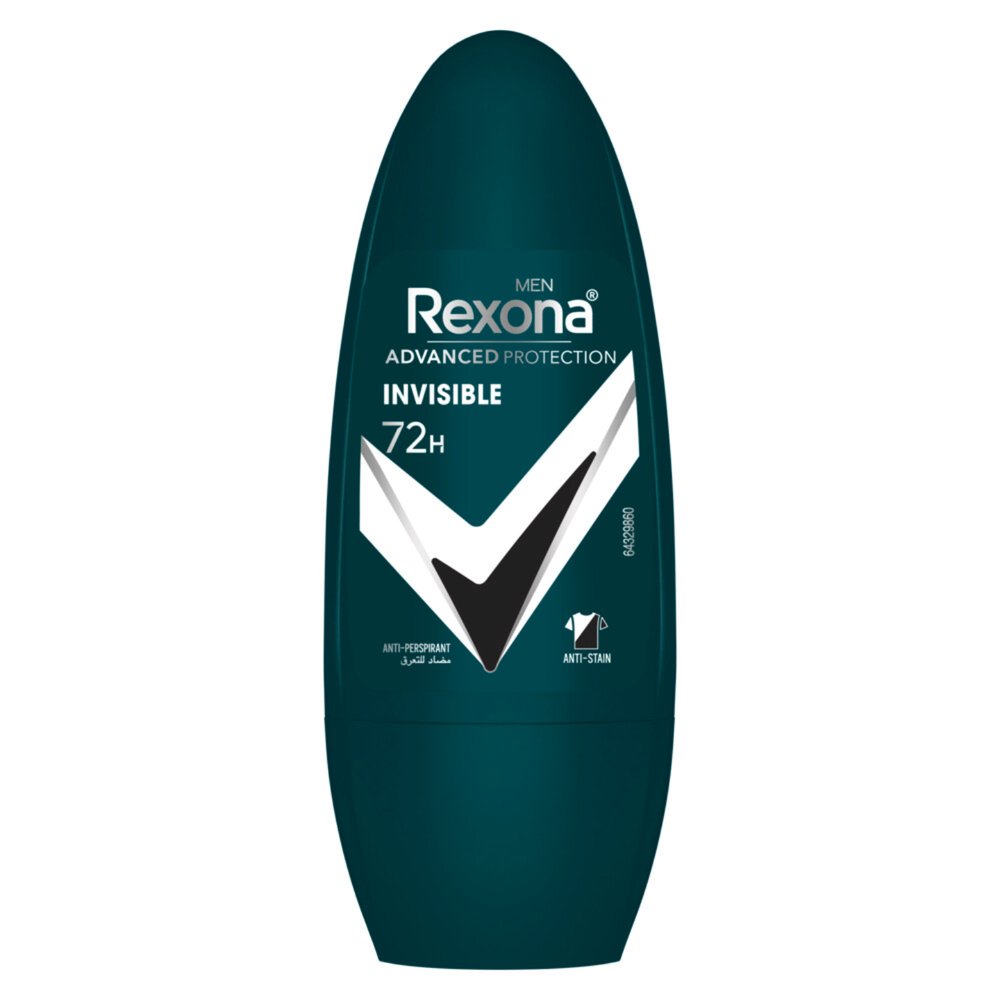 MEN
Rexona®
ADVANCED PROTECTION
INVISIBLE
72H
64329860
ANTI-PERSPIRANT
مضاد للتعرق
ANTI-STAIN